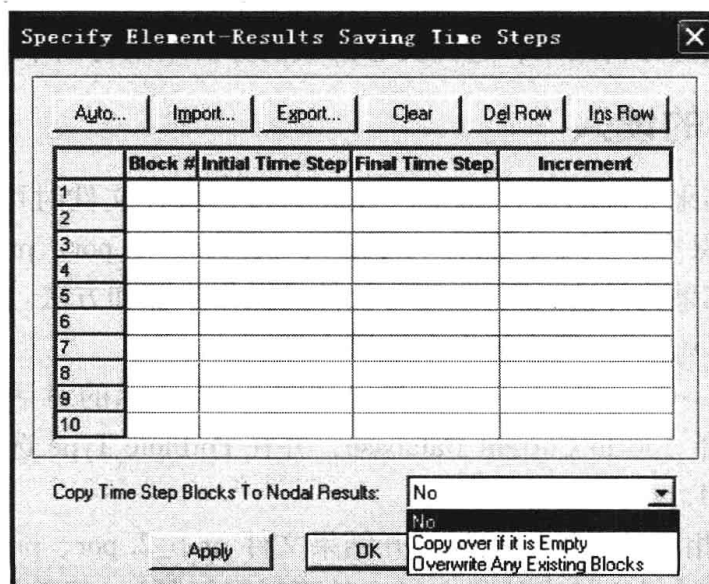 Specify Element-Results Saving Time Steps
Auto... Import... Export... Clear Del Row Ins Row
Block # Initial Time Step Final Time Step Increment
1
2
3
4
5
6
7
8
9
10
Copy Time Step Blocks To Nodal Results: No
No
Copy over if it is Empty
Overwrite Any Existing Blocks
Apply OK